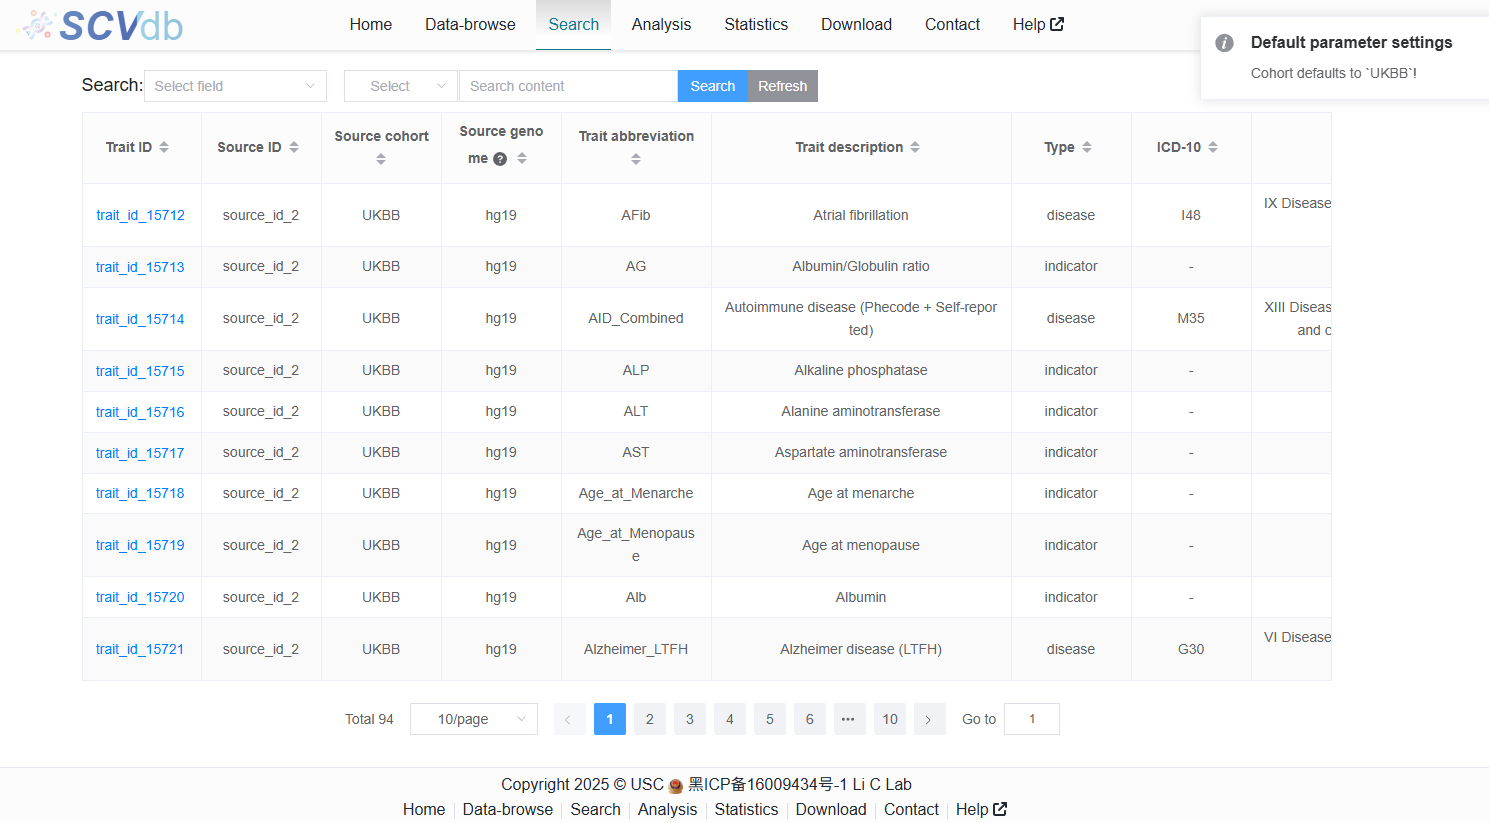 SCVdb
Home Data-browse Search Analysis Statistics Download Contact Help
Default parameter settings
Cohort defaults to `UKBB`!
Search: Select field Select Search content Search Refresh
Trait ID Source ID Source cohort Source geno
me ? Trait abbreviation Trait description Type ICD-10
trait_id_15712 source_id_2 UKBB hg19 AFib Atrial fibrillation disease I48 IX Disease
trait_id_15713 source_id_2 UKBB hg19 AG Albumin/Globulin ratio indicator -
trait_id_15714 source_id_2 UKBB hg19 AID_Combined Autoimmune disease (Phecode + Self-repor
ted) disease M35 XIII Diseas
and c
trait_id_15715 source_id_2 UKBB hg19 ALP Alkaline phosphatase indicator -
trait_id_15716 source_id_2 UKBB hg19 ALT Alanine aminotransferase indicator -
trait_id_15717 source_id_2 UKBB hg19 AST Aspartate aminotransferase indicator -
trait_id_15718 source_id_2 UKBB hg19 Age_at_Menarche Age at menarche indicator -
trait_id_15719 source_id_2 UKBB hg19 Age_at_Menopaus
e Age at menopause indicator -
trait_id_15720 source_id_2 UKBB hg19 Alb Albumin indicator -
trait_id_15721 source_id_2 UKBB hg19 Alzheimer_LTFH Alzheimer disease (LTFH) disease G30 VI Disease
Total 94 10/page < 1 2 3 4 5 6 ••• 10 > Go to 1
Copyright 2025 © USC 黑ICP备16009434号-1 Li C Lab
Home Data-browse Search Analysis Statistics Download Contact Help